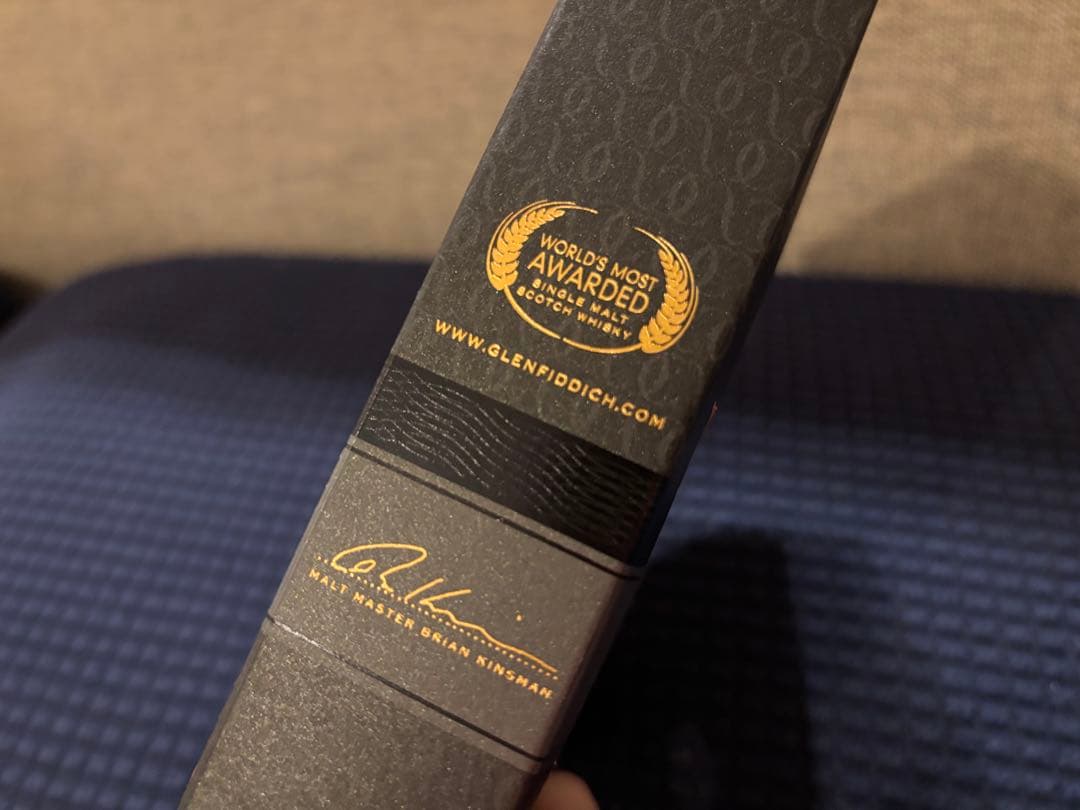 WORLD'S MOST
AWARDED
SINGLE MALT
SCOTCH WHISKY
WWW.GLENFIDDICH.COM
MALT MASTER BRIAN KINSMAN